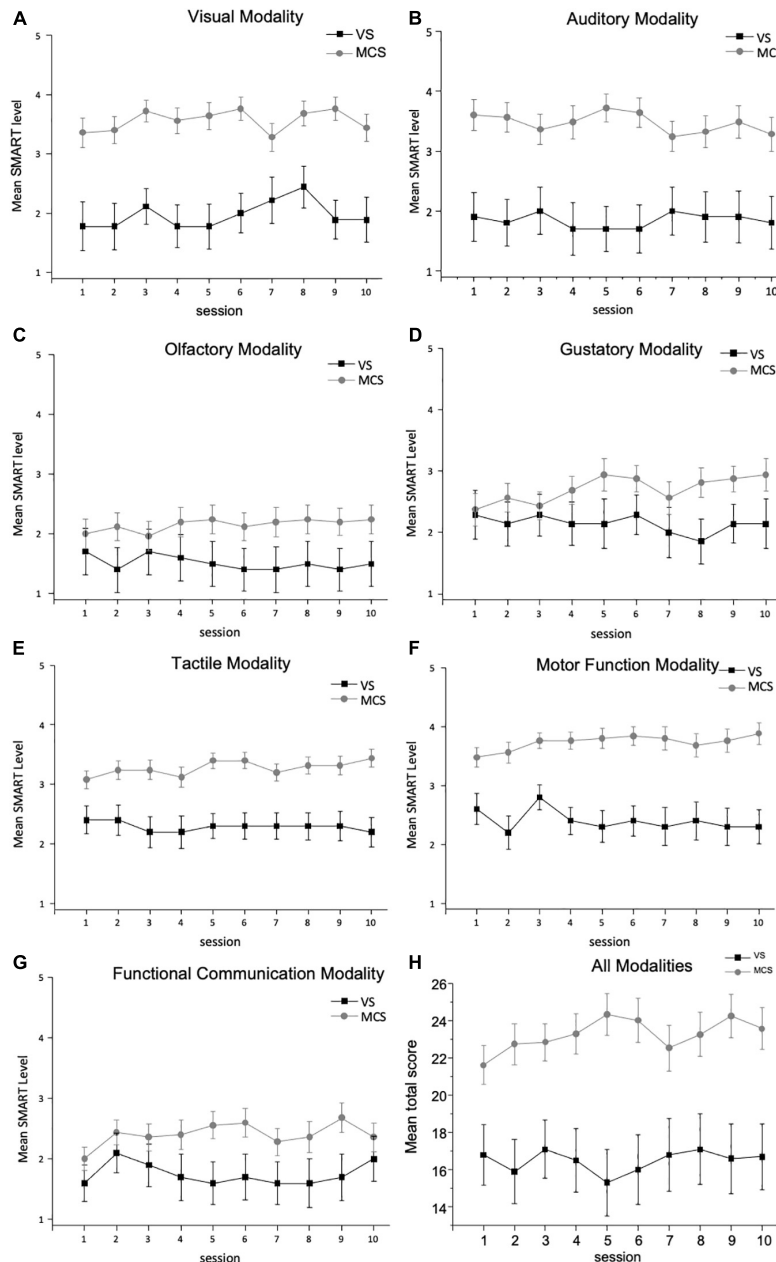 A
Visual Modality
VS
MCS
5
4
3
2
1
Mean SMART level
1 2 3 4 5 6 7 8 9 10
session
B
Auditory Modality
VS
MC
5
4
3
2
1
Mean SMART level
1 2 3 4 5 6 7 8 9 10
session
C
Olfactory Modality
VS
MCS
5
4
3
2
1
Mean SMART level
1 2 3 4 5 6 7 8 9 10
session
D
Gustatory Modality
VS
MCS
5
4
3
2
1
Mean SMART Level
1 2 3 4 5 6 7 8 9 10
session
E
Tactile Modality
VS
MCS
5
4
3
2
1
Mean SMART Level
1 2 3 4 5 6 7 8 9 10
session
F
Motor Function Modality
VS
MCS
5
4
3
2
1
Mean SMART Level
1 2 3 4 5 6 7 8 9 10
session
G
Functional Communication Modality
VS
MCS
5
4
3
2
1
Mean SMART Level
1 2 3 4 5 6 7 8 9 10
session
H
All Modalities
VS
MCS
26
24
22
20
18
16
14
Mean total score
1 2 3 4 5 6 7 8 9 10
session